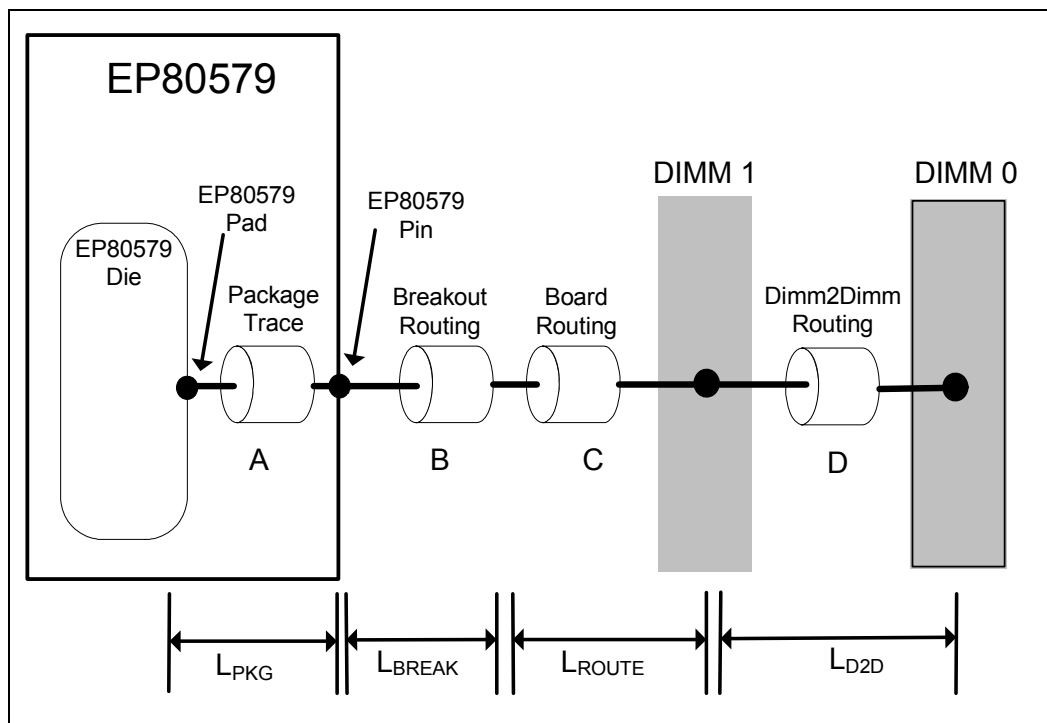 EP80579
DIMM 1
DIMM 0
EP80579
Pad
EP80579
Pin
EP80579
Die
Package
Trace
Breakout
Routing
Board
Routing
Dimm2Dimm
Routing
A
B
C
D
LPKG
LBREAK
LROUTE
LD2D